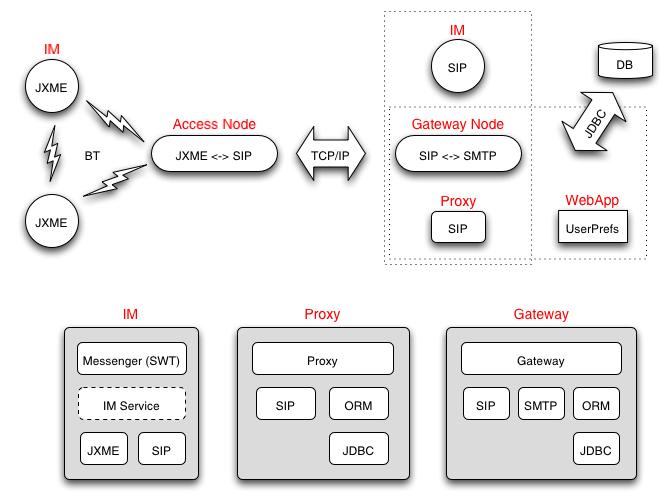 IM
JXME
BT
JXME
Access Node
JXME <-> SIP
TCP/IP
IM
SIP
Gateway Node
SIP <-> SMTP
Proxy
SIP
DB
JDBC
WebApp
UserPrefs
IM
Messenger (SWT)
IM Service
JXME SIP
Proxy
Proxy
SIP ORM
JDBC
Gateway
Gateway
SIP SMTP ORM
JDBC